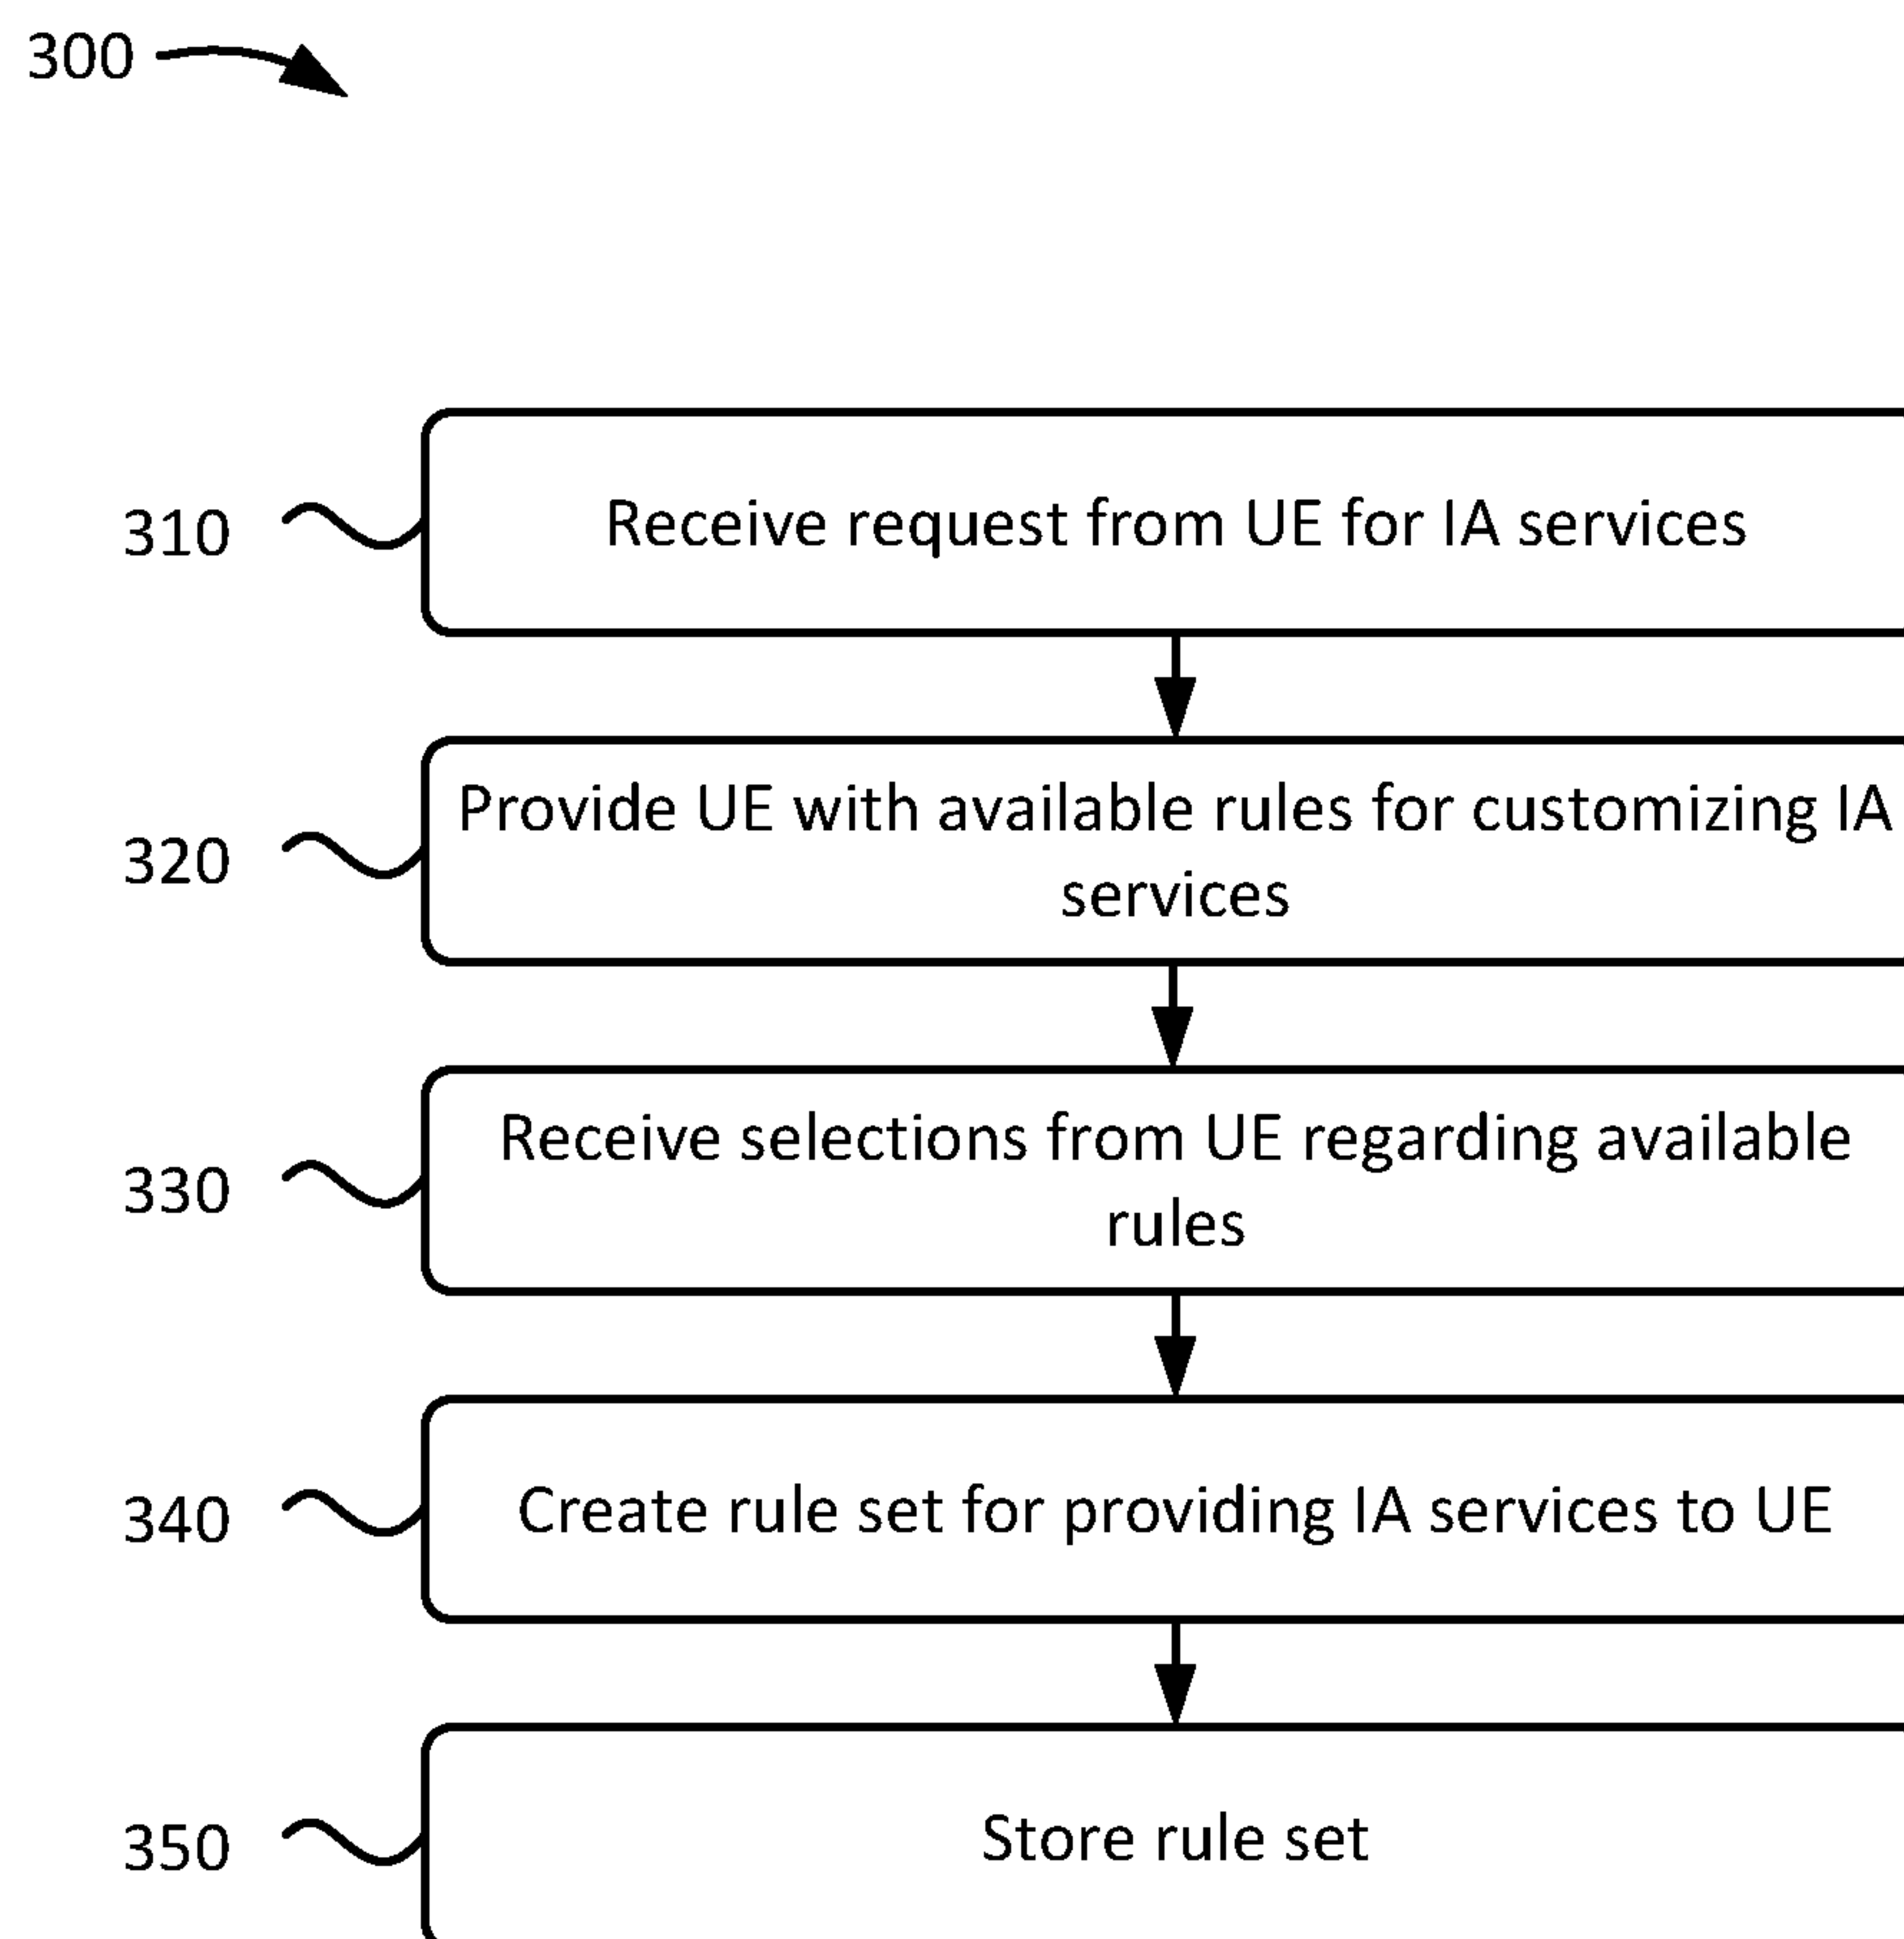 300
310
Receive request from UE for IA services
320
Provide UE with available rules for customizing IA
services
330
Receive selections from UE regarding available
rules
340
Create rule set for providing IA services to UE
350
Store rule set